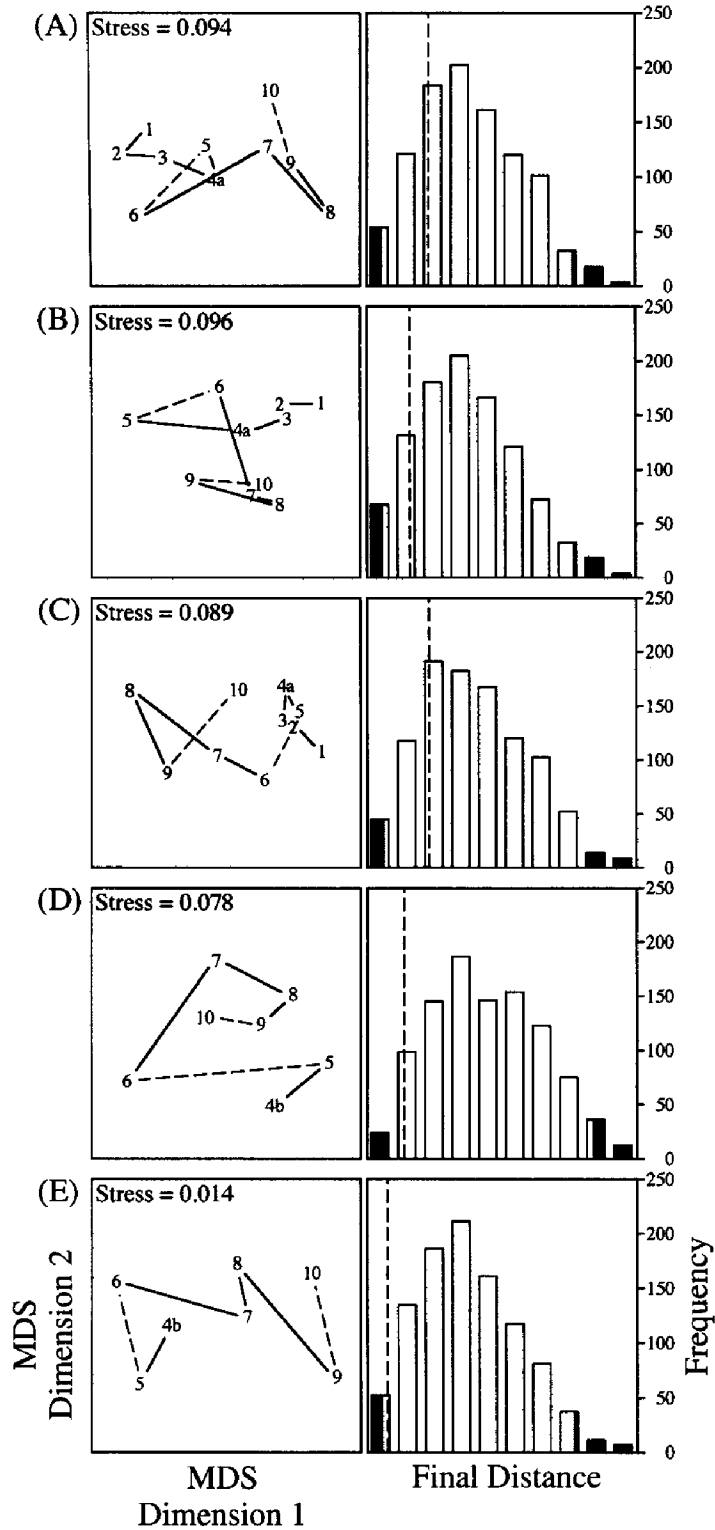 (A) Stress = 0.094
10
1
2 3 5 7 9
4a
6 8
250
200
150
100
50
0
(B) Stress = 0.096
6
2 1
5 4a 3
9 10
7 8
250
200
150
100
50
0
(C) Stress = 0.089
8 10 4a
5
3 2
7 1
9 6
250
200
150
100
50
0
(D) Stress = 0.078
7
8
10 9
5
6
4b
250
200
150
100
50
0
(E) Stress = 0.014
8
6 10
4b 7
5 9
250
200
150
100
50
0
MDS
Dimension 2
Frequency
MDS
Dimension 1
Final Distance